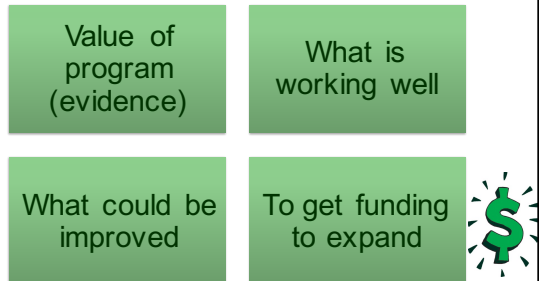 Value of
program
(evidence)
What is
working well
What could be
improved
To get funding
to expand
$